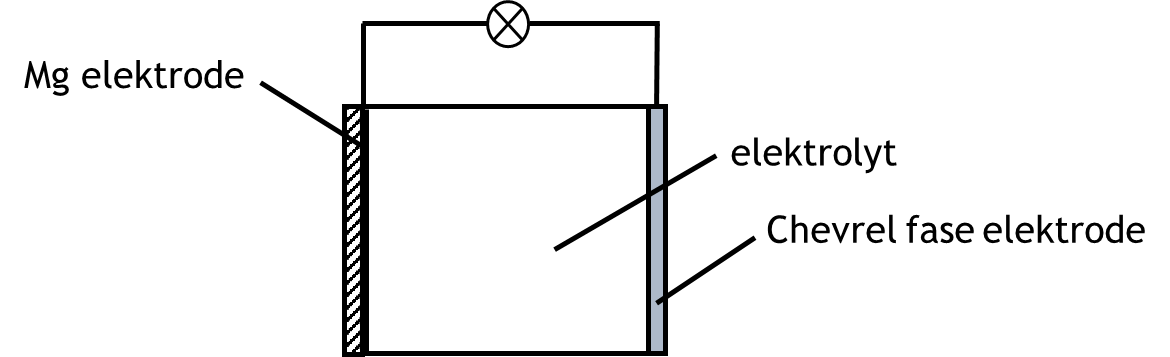 Mg elektrode
elektrolyt
Chevrel fase elektrode